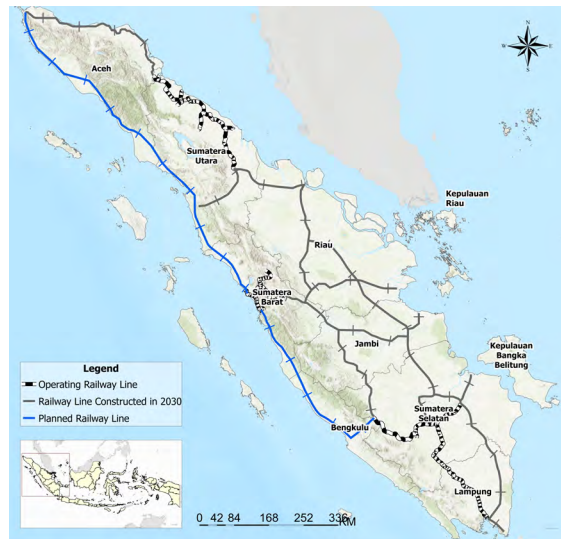 N
W
E
S
Aceh
Sumatera
Utara
Kepulauan
Riau
Riau
Sumatera
Barat
Jambi
Kepulauan
Bangka
Belitung
Legend
Operating Railway Line
Railway Line Constructed in 2030
Planned Railway Line
Sumatera
Selatan
Bengkulu
Lampung
0 42 84 168 252 336
KM